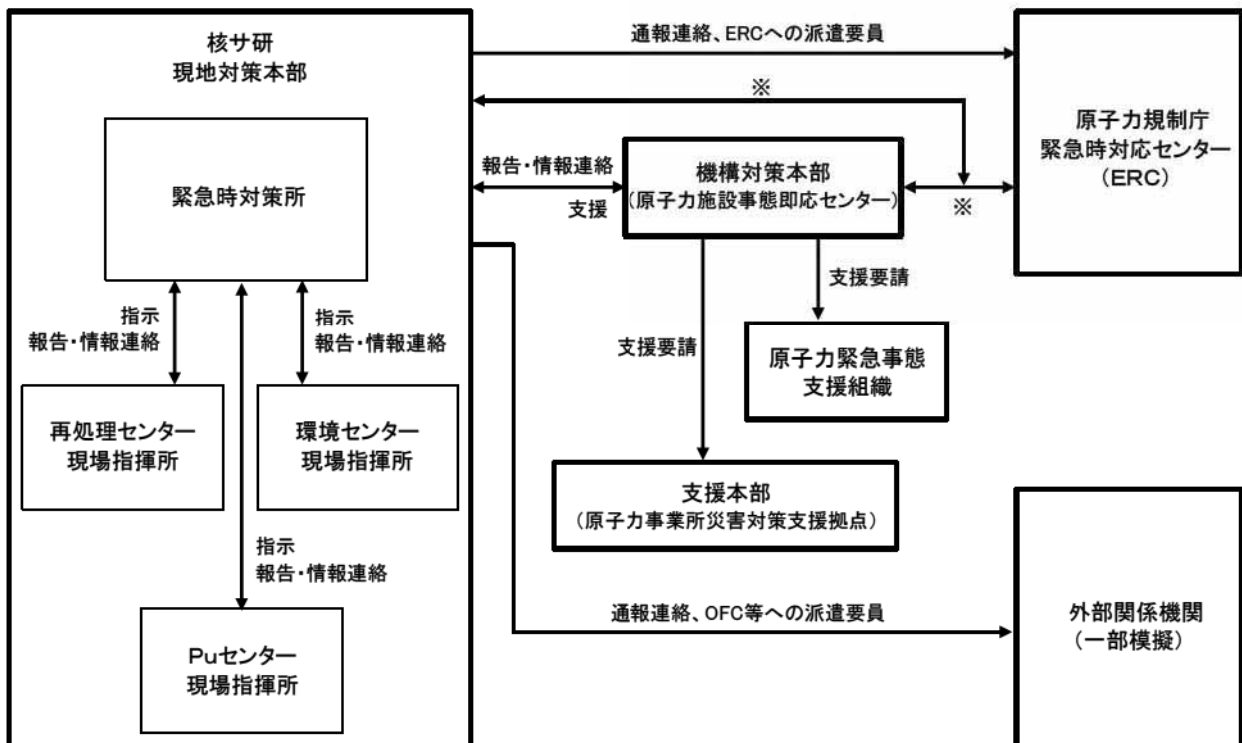 核サ研
現地対策本部
緊急時対策所
指示
報告・情報連絡
指示
報告・情報連絡
再処理センター
現場指揮所
環境センター
現場指揮所
指示
報告・情報連絡
Puセンター
現場指揮所
通報連絡、ERCへの派遣要員
※
報告・情報連絡
支援
機構対策本部
(原子力施設事態即応センター)
※
原子力規制庁
緊急時対応センター
(ERC)
支援要請
支援要請
原子力緊急事態
支援組織
支援本部
(原子力事業所災害対策支援拠点)
通報連絡、OFC等への派遣要員
外部関係機関
(一部模擬)